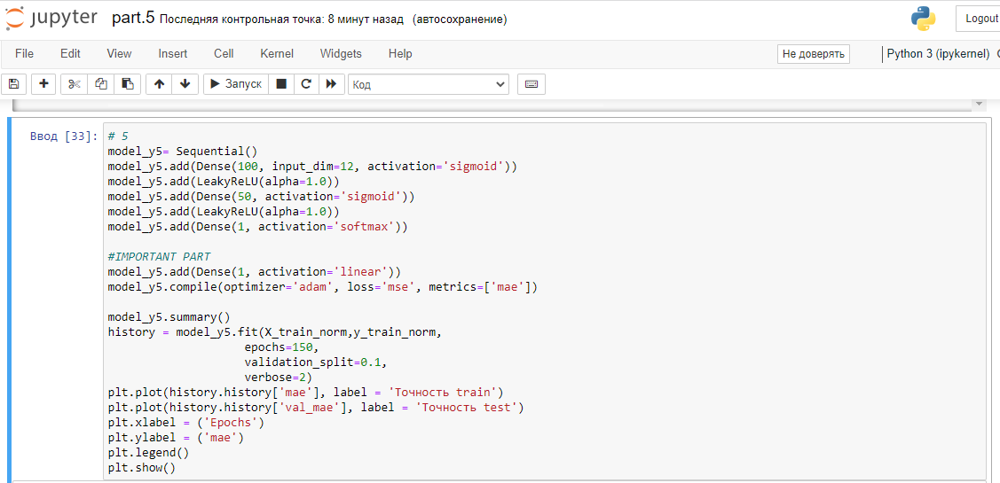 jupyter part.5 Последняя контрольная точка: 8 минут назад (автосохранение) Logout
File Edit View Insert Cell Kernel Widgets Help Не доверять Python 3 (ipykernel)
Запуск Код
Ввод [33]: # 5
model_y5= Sequential()
model_y5.add(Dense(100, input_dim=12, activation='sigmoid'))
model_y5.add(LeakyReLU(alpha=1.0))
model_y5.add(Dense(50, activation='sigmoid'))
model_y5.add(LeakyReLU(alpha=1.0))
model_y5.add(Dense(1, activation='softmax'))
#IMPORTANT PART
model_y5.add(Dense(1, activation='linear'))
model_y5.compile(optimizer='adam', loss='mse', metrics=['mae'])
model_y5.summary()
history = model_y5.fit(X_train_norm,y_train_norm,
epochs=150,
validation_split=0.1,
verbose=2)
plt.plot(history.history['mae'], label = 'Точность train')
plt.plot(history.history['val_mae'], label = 'Точность test')
plt.xlabel = ('Epochs')
plt.ylabel = ('mae')
plt.legend()
plt.show()